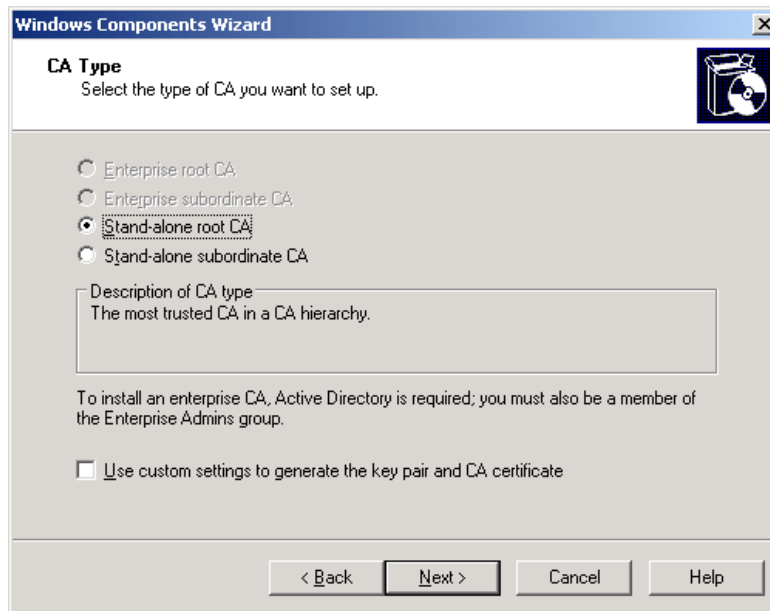 Windows Components Wizard
CA Type
Select the type of CA you want to set up.
Enterprise root CA
Enterprise subordinate CA
Stand-alone root CA
Stand-alone subordinate CA
Description of CA type
The most trusted CA in a CA hierarchy.
To install an enterprise CA, Active Directory is required; you must also be a member of
the Enterprise Admins group.
Use custom settings to generate the key pair and CA certificate
< Back Next > Cancel Help